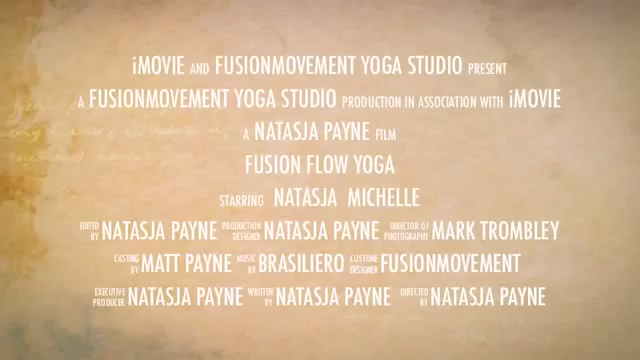 iMOVIE AND FUSIONMOVEMENT YOGA STUDIO PRESENT
A FUSIONMOVEMENT YOGA STUDIO PRODUCTION IN ASSOCIATION WITH iMOVIE
A NATASJA PAYNE FILM
FUSION FLOW YOGA
STARRING NATASJA MICHELLE
EDITED BY NATASJA PAYNE PRODUCTION DESIGNER NATASJA PAYNE DIRECTOR OF PHOTOGRAPHY MARK TROMBLEY
CASTING BY MATT PAYNE MUSIC BY BRASILIERO COSTUME DESIGNER FUSIONMOVEMENT
EXECUTIVE PRODUCER NATASJA PAYNE WRITTEN BY NATASJA PAYNE DIRECTED BY NATASJA PAYNE